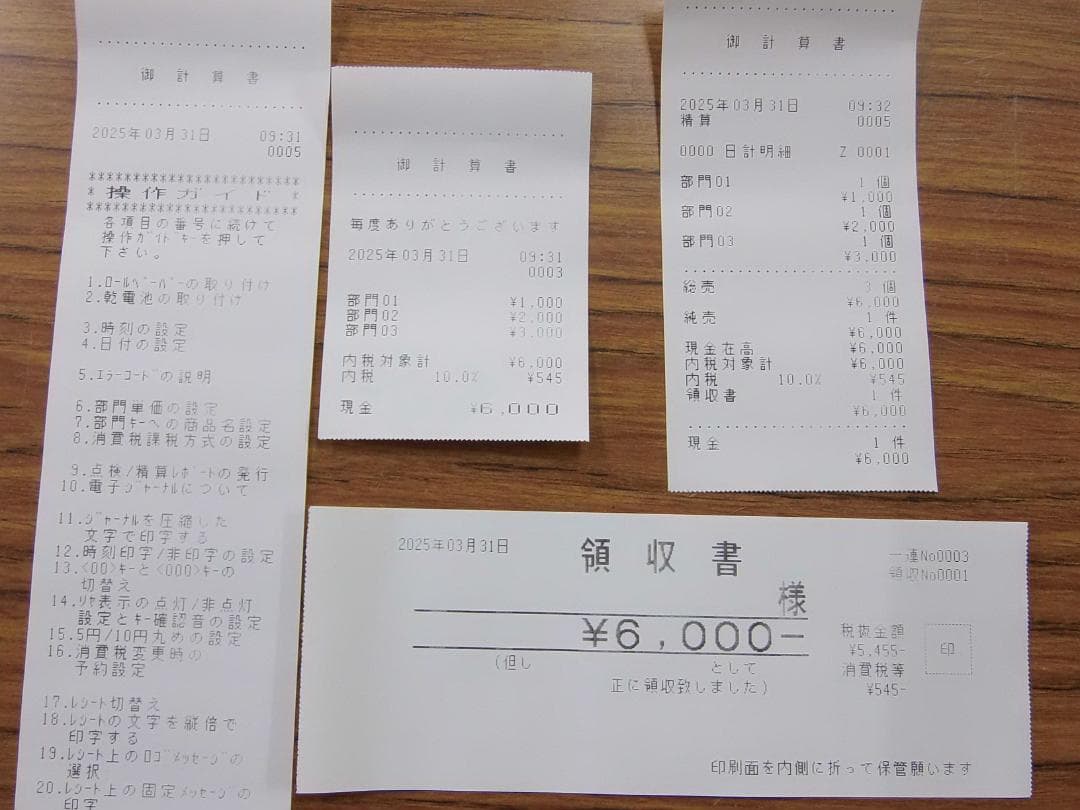 御計算書
2025年03月31日 09:31
0005
*********************
* 操作ガイド *
*********************
各項目の番号に続けて
操作ガイドキーを押して
下さい。
1.ロールペーパーの取り付け
2.乾電池の取り付け
3.時刻の設定
4.日付の設定
5.エラーコードの説明
6.部門単価の設定
7.部門キーへの商品名設定
8.消費税課税方式の設定
9.点検/精算レポートの発行
10.電子ジャーナルについて
11.ジャーナルを圧縮した
文字で印字する
12.時刻印字/非印字の設定
13.<00>キーと<000>キーの
切替え
14.リヤ表示の点灯/非点灯
設定とキー確認音の設定
15.5円/10円丸めの設定
16.消費税変更時の
予約設定
17.レシート切替え
18.レシートの文字を縦倍で
印字する
19.レシート上のロゴメッセージの
選択
20.レシート上の固定メッセージの
印字
御計算書
毎度ありがとうございます
2025年03月31日 09:31
0003
部門01 ¥1,000
部門02 ¥2,000
部門03 ¥3,000
内税対象計 ¥6,000
内税 10.0% ¥545
現金 ¥6,000
御計算書
2025年03月31日 09:32
精算 0005
0000 日計明細 Z 0001
部門01 1 個
¥1,000
部門02 1 個
¥2,000
部門03 1 個
¥3,000
総売 3 個
¥6,000
純売 1 件
¥6,000
現金在高 ¥6,000
内税対象計 ¥6,000
内税 10.0% ¥545
領収書 1 件
¥6,000
現金 1 件
¥6,000
2025年03月31日 領収書 一連No0003
領収No0001
様
¥6,000-
税抜金額
¥5,455-
消費税等
¥545-
印
(但し として
正に領収致しました)
印刷面を内側に折って保管願います